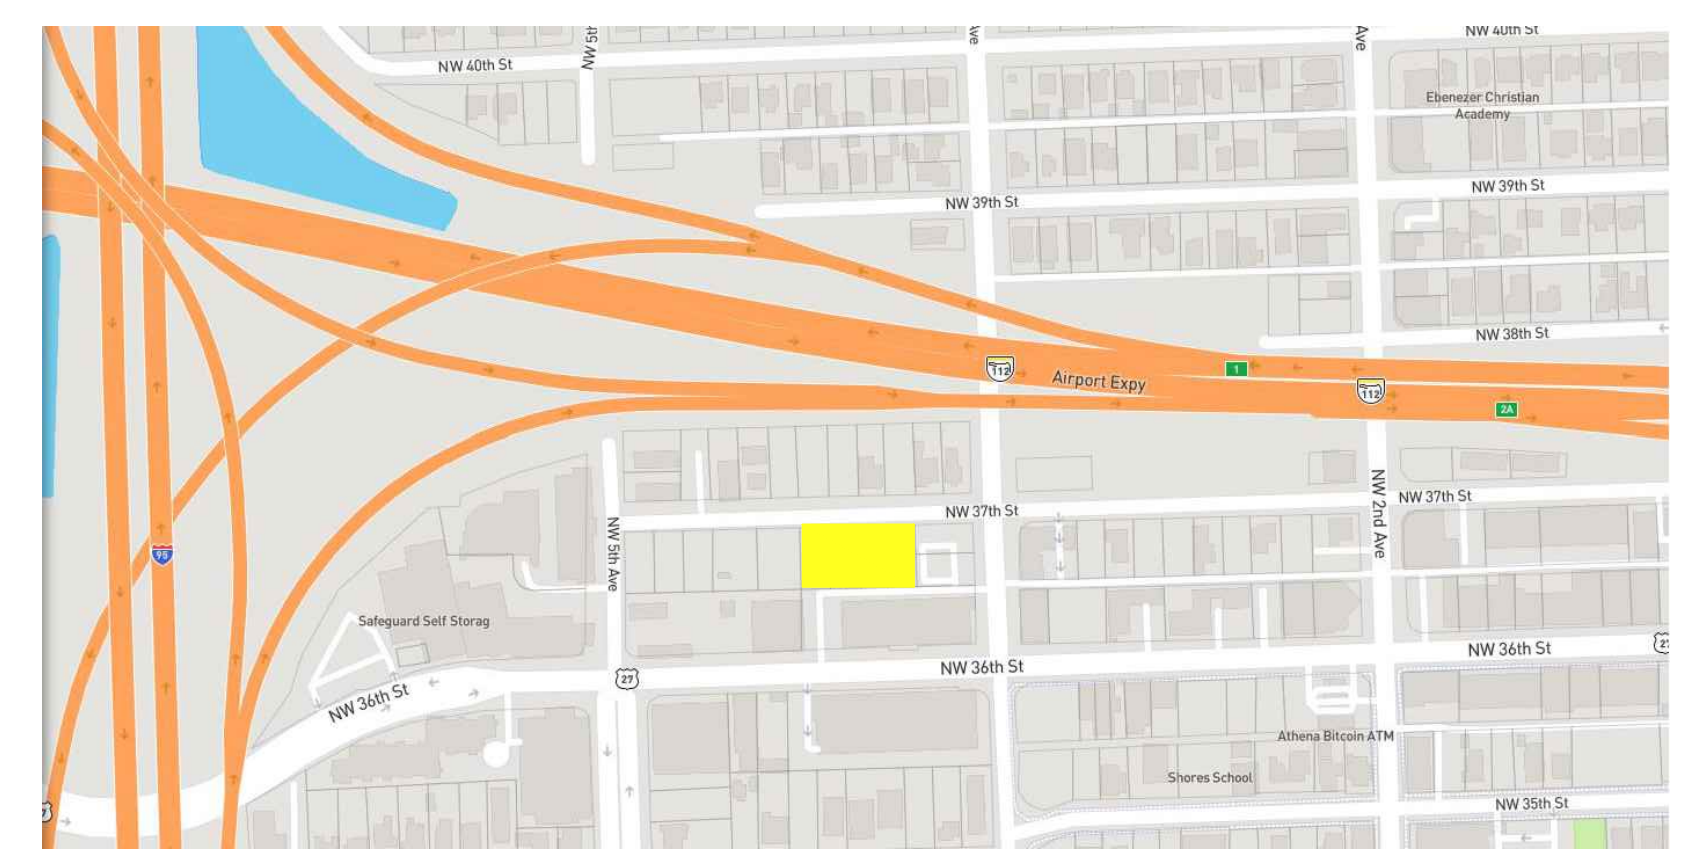 NW 40th St
NW 5th
Ave
Ave
NW 40th St
Ebenezer Christian
Academy
NW 39th St
NW 39th St
NW 38th St
112
Airport Expy
1
112
2A
NW 37th St
NW 2nd Ave
NW 37th St
NW 5th Ave
95
Safeguard Self Storag
NW 36th St
NW 36th St
27
27
NW 36th St
Athena Bitcoin ATM
Shores School
NW 35th St